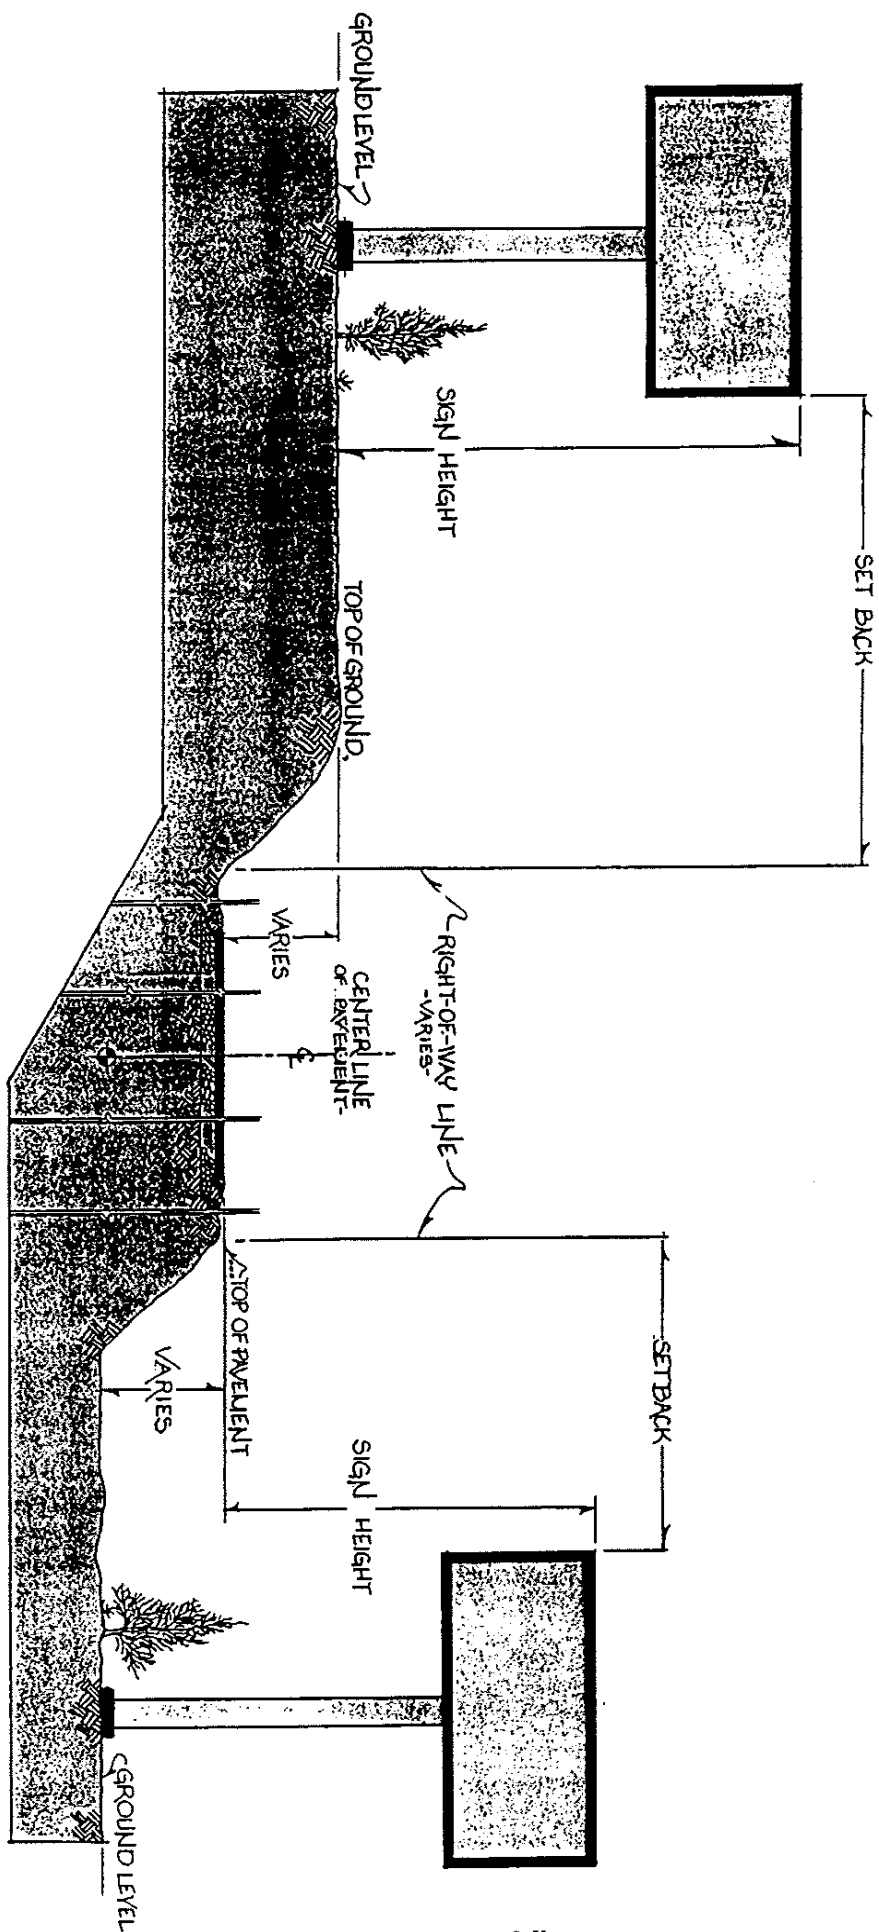 GROUND LEVEL
SIGN HEIGHT
SET BACK
TOP OF GROUND
VARIES
CENTER LINE
OF PAVEMENT-
℄
RIGHT-OF-WAY LINE
-VARIES-
TOP OF PAVEMENT
VARIES
SETBACK
SIGN HEIGHT
GROUND LEVEL